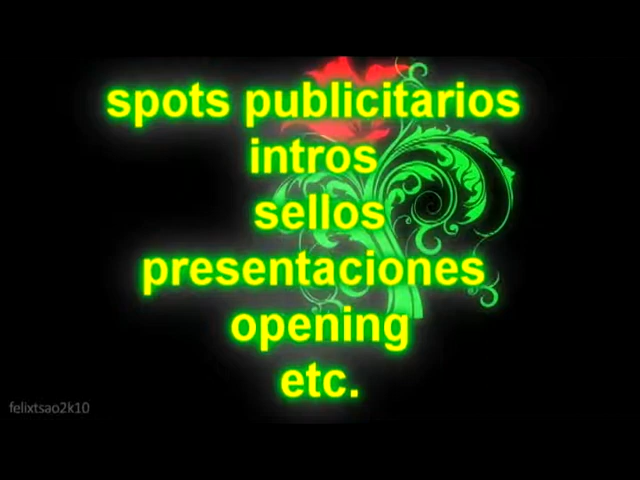 spots publicitarios
intros
sellos
presentaciones
opening
etc.
felixtsao2k10